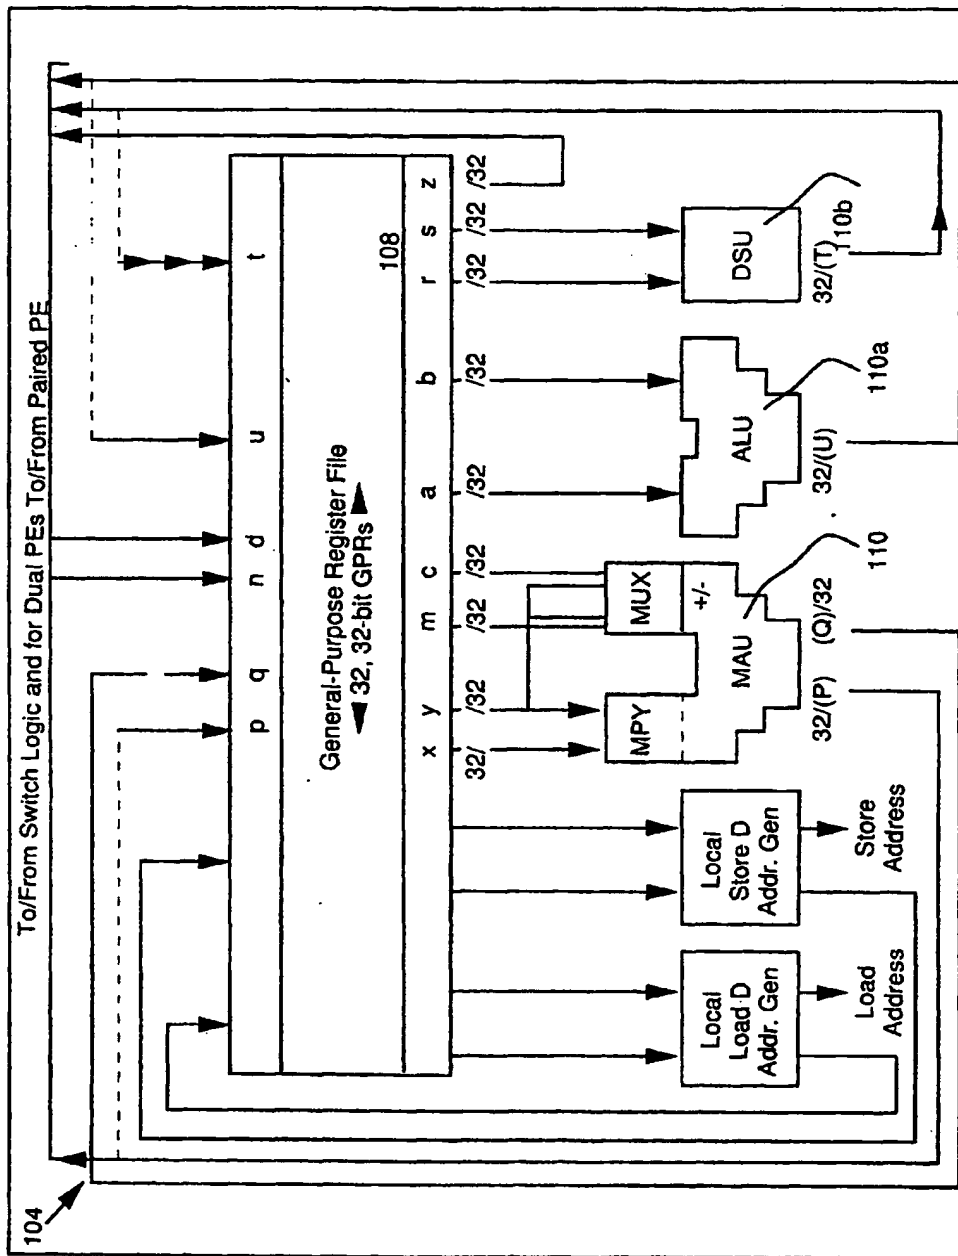 104
To/From Switch Logic and for Dual PEs To/From Paired PE
p q n d u t
General-Purpose Register File
32, 32-bit GPRs
108
x y m c a b r s z
32/ /32 /32 /32 /32 /32 /32 /32 /32
Local
Load D
Addr. Gen
Local
Store D
Addr. Gen
MPY
MUX
+/-
MAU
ALU
DSU
Load
Address
Store
Address
32/(P)
(Q)/32
110
32/(U)
110a
32/(T)
110b